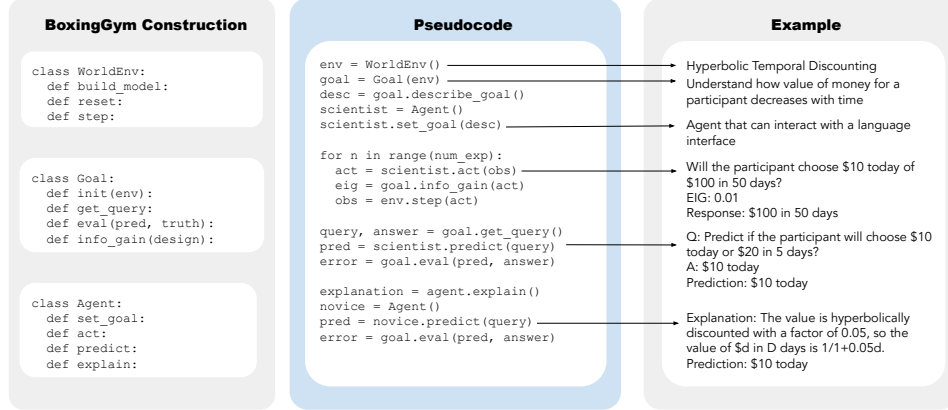 BoxingGym Construction
class WorldEnv:
def build_model:
def reset:
def step:
class Goal:
def init(env):
def get_query:
def eval(pred, truth):
def info_gain(design):
class Agent:
def set_goal:
def act:
def predict:
def explain:
Pseudocode
env = WorldEnv()
goal = Goal(env)
desc = goal.describe_goal()
scientist = Agent()
scientist.set_goal(desc)
for n in range(num_exp):
act = scientist.act(obs)
eig = goal.info_gain(act)
obs = env.step(act)
query, answer = goal.get_query()
pred = scientist.predict(query)
error = goal.eval(pred, answer)
explanation = agent.explain()
novice = Agent()
pred = novice.predict(query)
error = goal.eval(pred, answer)
Example
Hyperbolic Temporal Discounting
Understand how value of money for a
participant decreases with time
Agent that can interact with a language
interface
Will the participant choose $10 today of
$100 in 50 days?
EIG: 0.01
Response: $100 in 50 days
Q: Predict if the participant will choose $10
today or $20 in 5 days?
A: $10 today
Prediction: $10 today
Explanation: The value is hyperbolically
discounted with a factor of 0.05, so the
value of $d in D days is 1/1+0.05d.
Prediction: $10 today